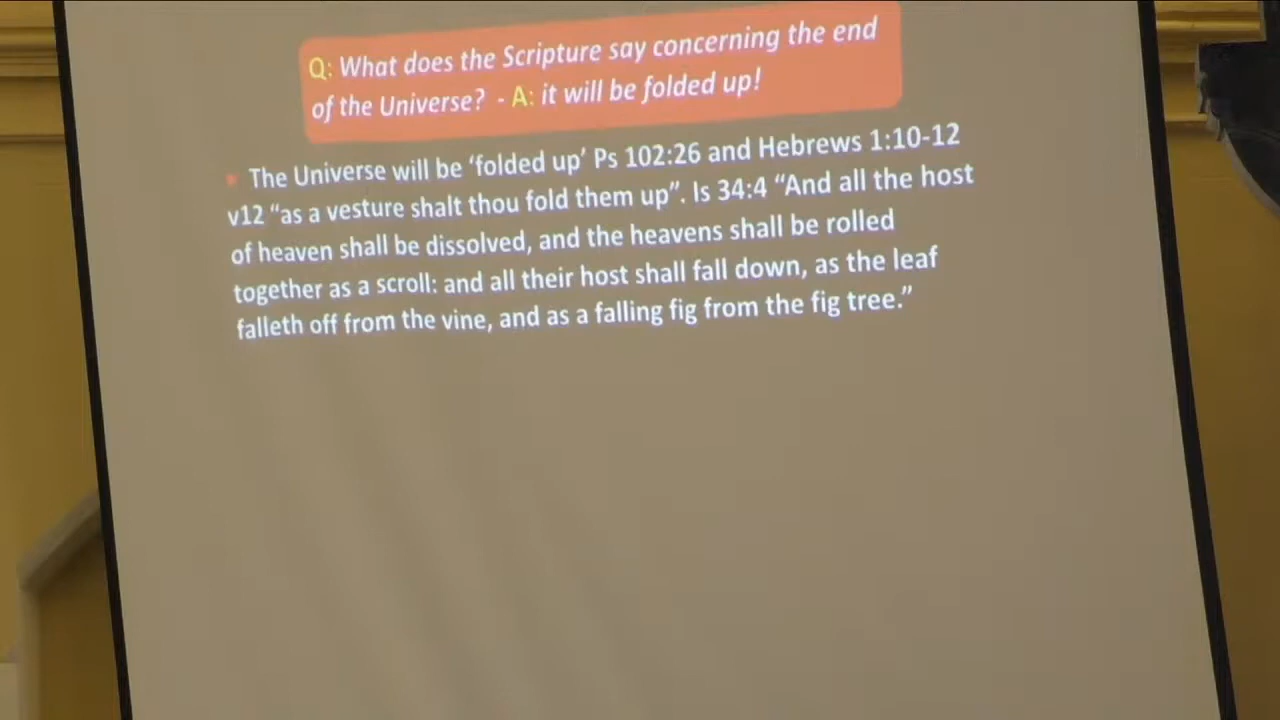 Q: What does the Scripture say concerning the end
of the Universe? - A: it will be folded up!
The Universe will be ‘folded up’ Ps 102:26 and Hebrews 1:10-12
v12 “as a vesture shalt thou fold them up”. Is 34:4 “And all the host
of heaven shall be dissolved, and the heavens shall be rolled
together as a scroll: and all their host shall fall down, as the leaf
falleth off from the vine, and as a falling fig from the fig tree.”